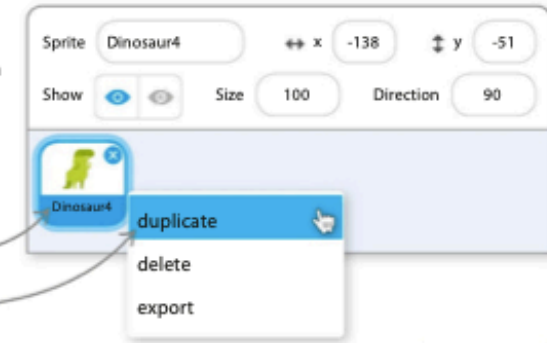 Sprite Dinosaur4 x -138 y -51
Show Size 100 Direction 90
Dinosaur4
duplicate
delete
export